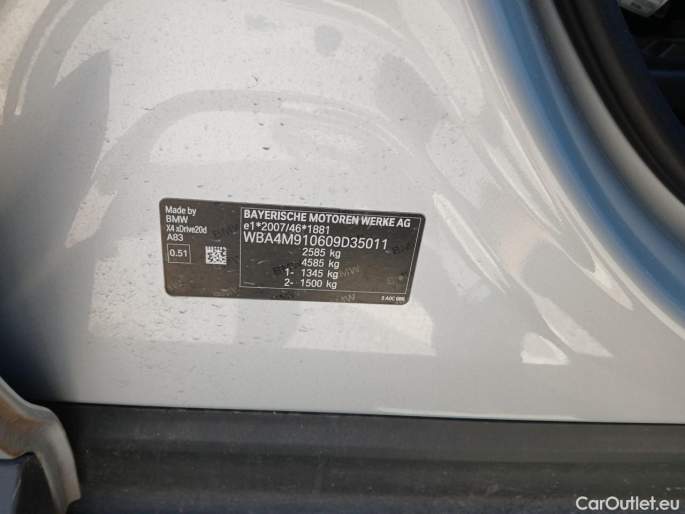 Made by
BMW
X4 xDrive20d
A83
0.51
BAYERISCHE MOTOREN WERKE AG
e1*2007/46*1881
WBA4M910609D35011
2585 kg
4585 kg
1- 1345 kg
2- 1500 kg
CarOutlet.eu